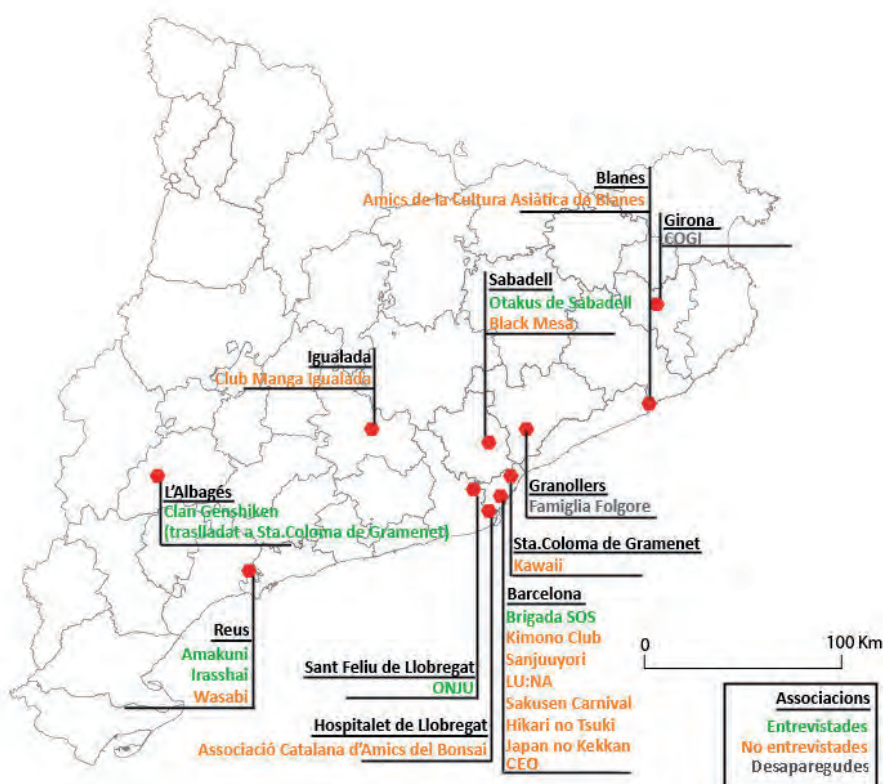 Blanes
Amics de la Cultura Asiàtica de Blanes
Girona
COGI
Sabadell
Otakus de Sabadell
Black Mesa
Igualada
Club Manga Igualada
L'Albagés
Clan Genshiken
(traslladat a Sta.Coloma de Gramenet)
Granollers
Famiglia Folgore
Sta.Coloma de Gramenet
Kawaii
Reus
Amakuni
Irasshai
Wasabi
Sant Feliu de Llobregat
ONJU
Hospitalet de Llobregat
Associació Catalana d'Amics del Bonsai
Barcelona
Brigada SOS
Kimono Club
Sanjuuyori
LU:NA
Sakusen Carnival
Hikari no Tsuki
Japan no Kekkan
CEO
0 100 Km
Associacions
Entrevistades
No entrevistades
Desaparegudes